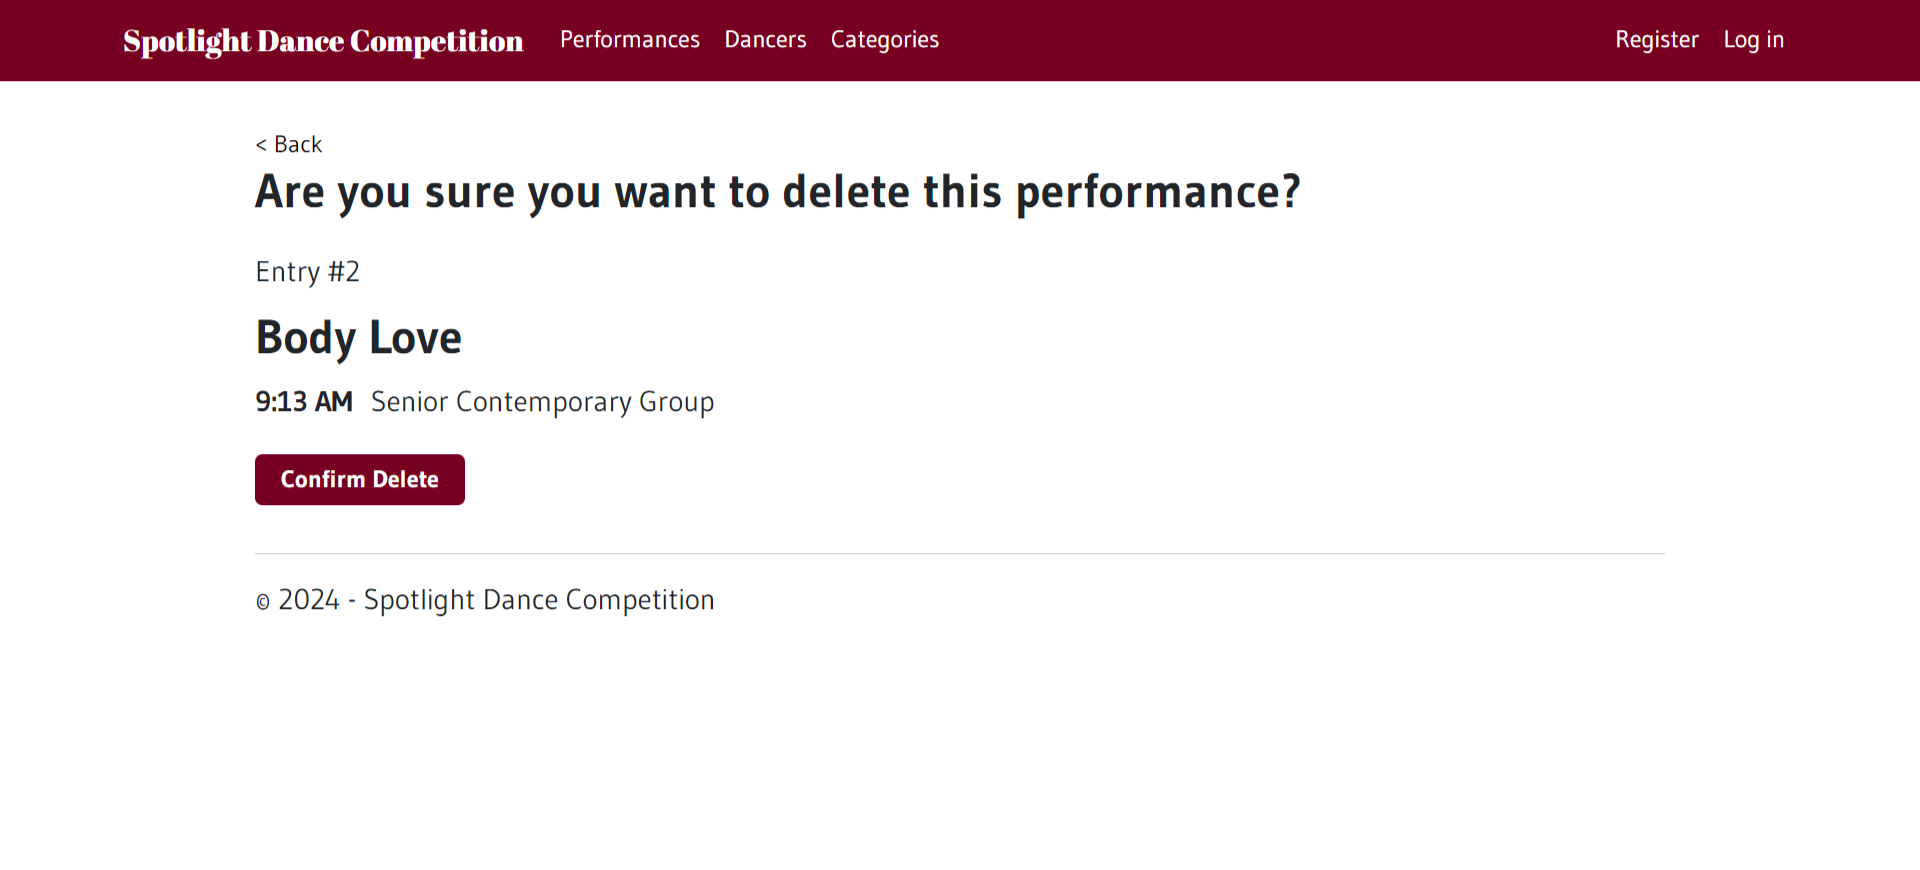 Spotlight Dance Competition Performances Dancers Categories Register Log in
< Back
Are you sure you want to delete this performance?
Entry #2
Body Love
9:13 AM Senior Contemporary Group
Confirm Delete
© 2024 - Spotlight Dance Competition